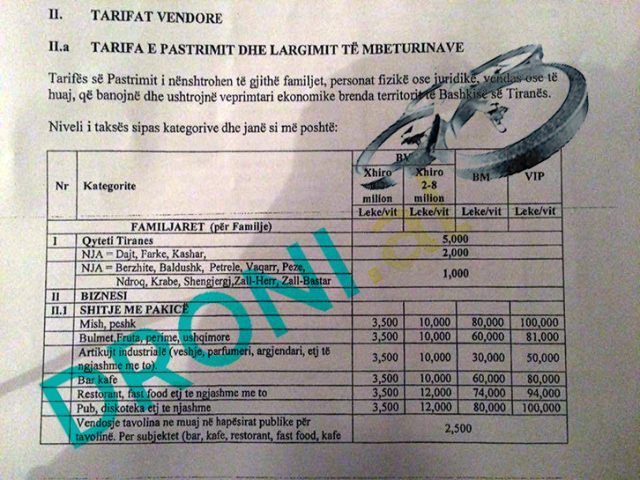 II. TARIFAT VENDORE
II.a TARIFA E PASTRIMIT DHE LARGIMIT TË MBETURINAVE
Tarifës së Pastrimit i nënshtrohen të gjithë familjet, personat fizikë ose juridikë, vendas ose të
huaj, që banojnë dhe ushtrojnë veprimtari ekonomike brenda territorit të Bashkisë së Tiranës.
Niveli i taksës sipas kategorive dhe janë si më poshtë:
Nr Kategorite BV BM VIP
Xhiro milion Xhiro 2-8 milion
Leke/vit Leke/vit Leke/vit Leke/vit
FAMILJARET (për Familje)
1 Qyteti Tiranes 5,000
NJA = Dajt, Farke, Kashar, 2,000
NJA = Berzhite, Baldushk, Petrele, Vaqarr, Peze,
Ndroq, Krabe, Shengjergj,Zall-Herr, Zall-Bastar 1,000
II BIZNESI
II.1 SHITJE ME PAKICË
Mish, peshk 3,500 10,000 80,000 100,000
Bulmet,Fruta, perime, ushqimore 3,500 10,000 60,000 81,000
Artikujt industrialë (veshje, parfumeri, argjendari, etj të
ngjashme me to). 3,500 10,000 30,000 50,000
Bar kafe 3,500 10,000 60,000 80,000
Restorant, fast food etj te ngjashme me to 3,500 12,000 74,000 94,000
Pub, diskoteka etj te njashme 3,500 12,000 80,000 100,000
Vendosje tavolina ne muaj në hapësirat publike për
tavolinë. Per subjektet (bar, kafe, restorant, fast food, kafe 2,500
DRONI.al